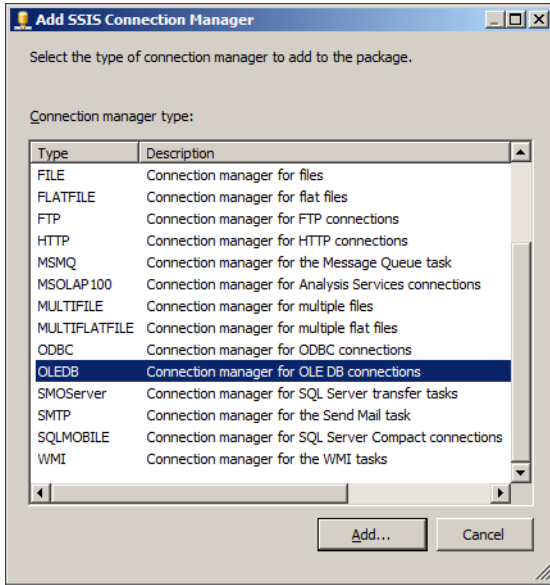 Add SSIS Connection Manager
Select the type of connection manager to add to the package.
Connection manager type:
Type Description
FILE Connection manager for files
FLATFILE Connection manager for flat files
FTP Connection manager for FTP connections
HTTP Connection manager for HTTP connections
MSMQ Connection manager for the Message Queue task
MSOLAP100 Connection manager for Analysis Services connections
MULTIFILE Connection manager for multiple files
MULTIFLATFILE Connection manager for multiple flat files
ODBC Connection manager for ODBC connections
OLEDB Connection manager for OLE DB connections
SMOServer Connection manager for SQL Server transfer tasks
SMTP Connection manager for the Send Mail task
SQLMOBILE Connection manager for SQL Server Compact connections
WMI Connection manager for the WMI tasks
Add... Cancel